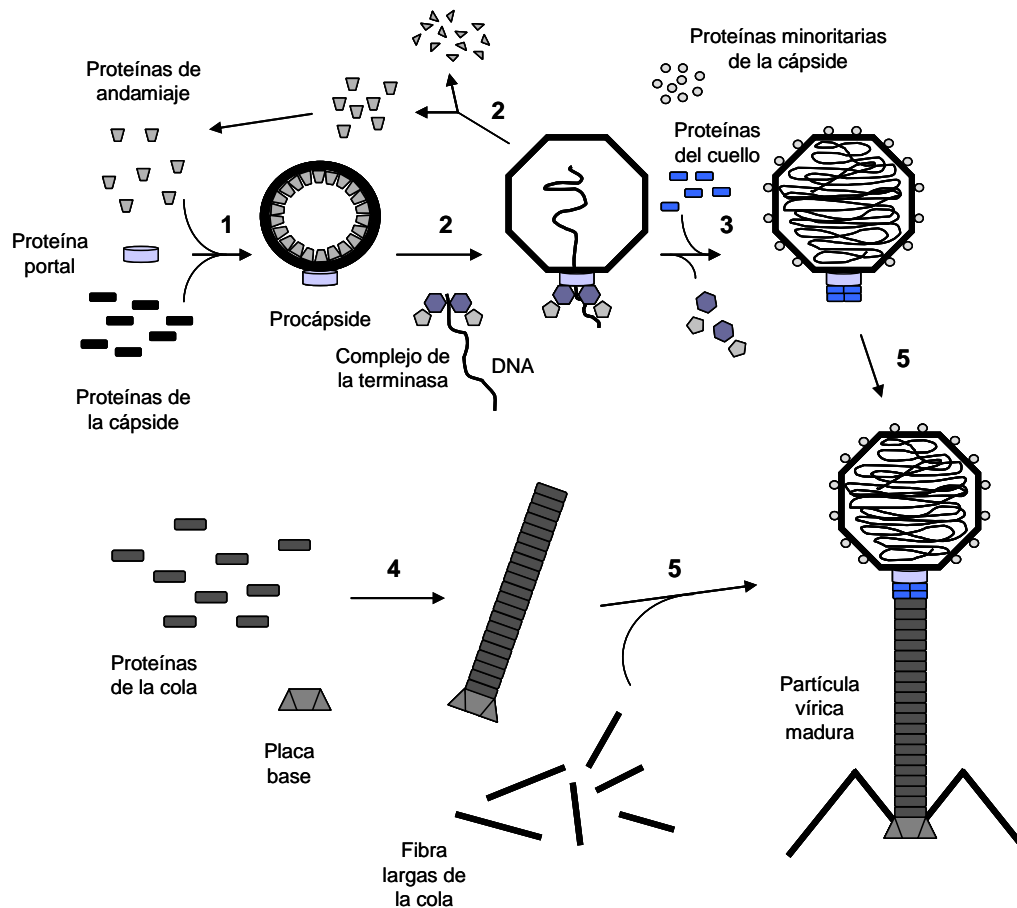 Proteínas de
andamiaje
2
Proteínas minoritarias
de la cápside
Proteínas
del cuello
Proteína
portal
1
2
3
Procápside
Complejo de
la terminasa
DNA
Proteínas de
la cápside
5
4
5
Proteínas
de la cola
Placa
base
Fibra
largas de
la cola
Partícula
vírica
madura